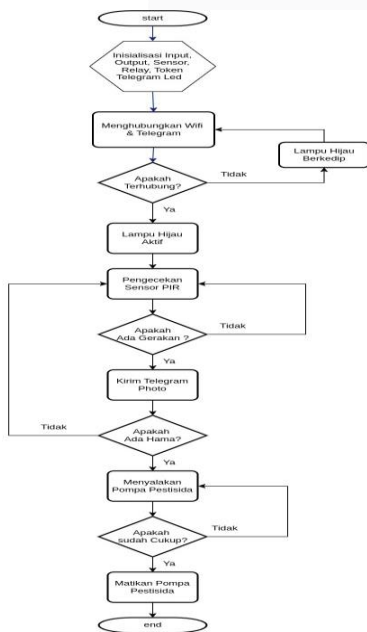 start
Inisialisasi Input,
Output, Sensor,
Relay, Token
Telegram Led
Menghubungkan Wifi
& Telegram
Lampu Hijau
Berkedip
Apakah
Terhubung?
Tidak
Ya
Lampu Hijau
Aktif
Pengecekan
Sensor PIR
Apakah
Ada Gerakan ?
Tidak
Ya
Kirim Telegram
Photo
Tidak
Apakah
Ada Hama?
Ya
Menyalakan
Pompa Pestisida
Apakah
sudah Cukup?
Tidak
Ya
Matikan Pompa
Pestisida
end